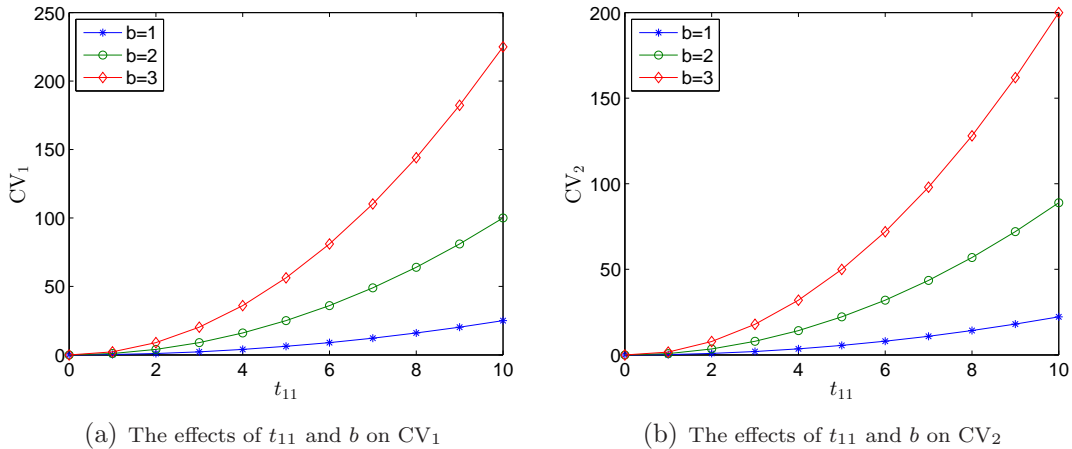 250
200
150
100
50
0
CV₁
b=1
b=2
b=3
0 2 4 6 8 10
t₁₁
(a) The effects of t₁₁ and b on CV₁
200
150
100
50
0
CV₂
b=1
b=2
b=3
0 2 4 6 8 10
t₁₁
(b) The effects of t₁₁ and b on CV₂